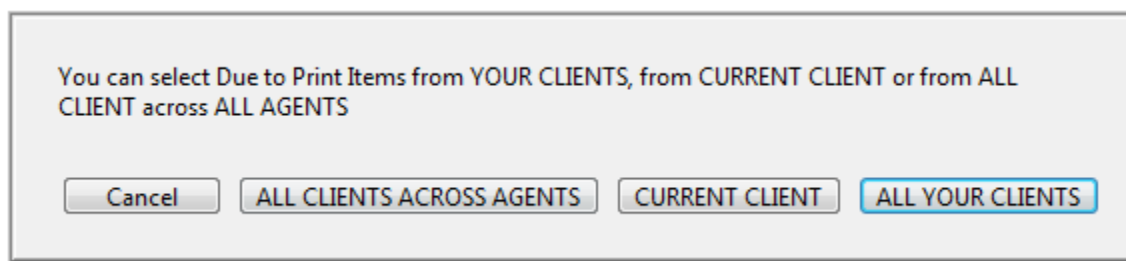 You can select Due to Print Items from YOUR CLIENTS, from CURRENT CLIENT or from ALL
CLIENT across ALL AGENTS
Cancel ALL CLIENTS ACROSS AGENTS CURRENT CLIENT ALL YOUR CLIENTS